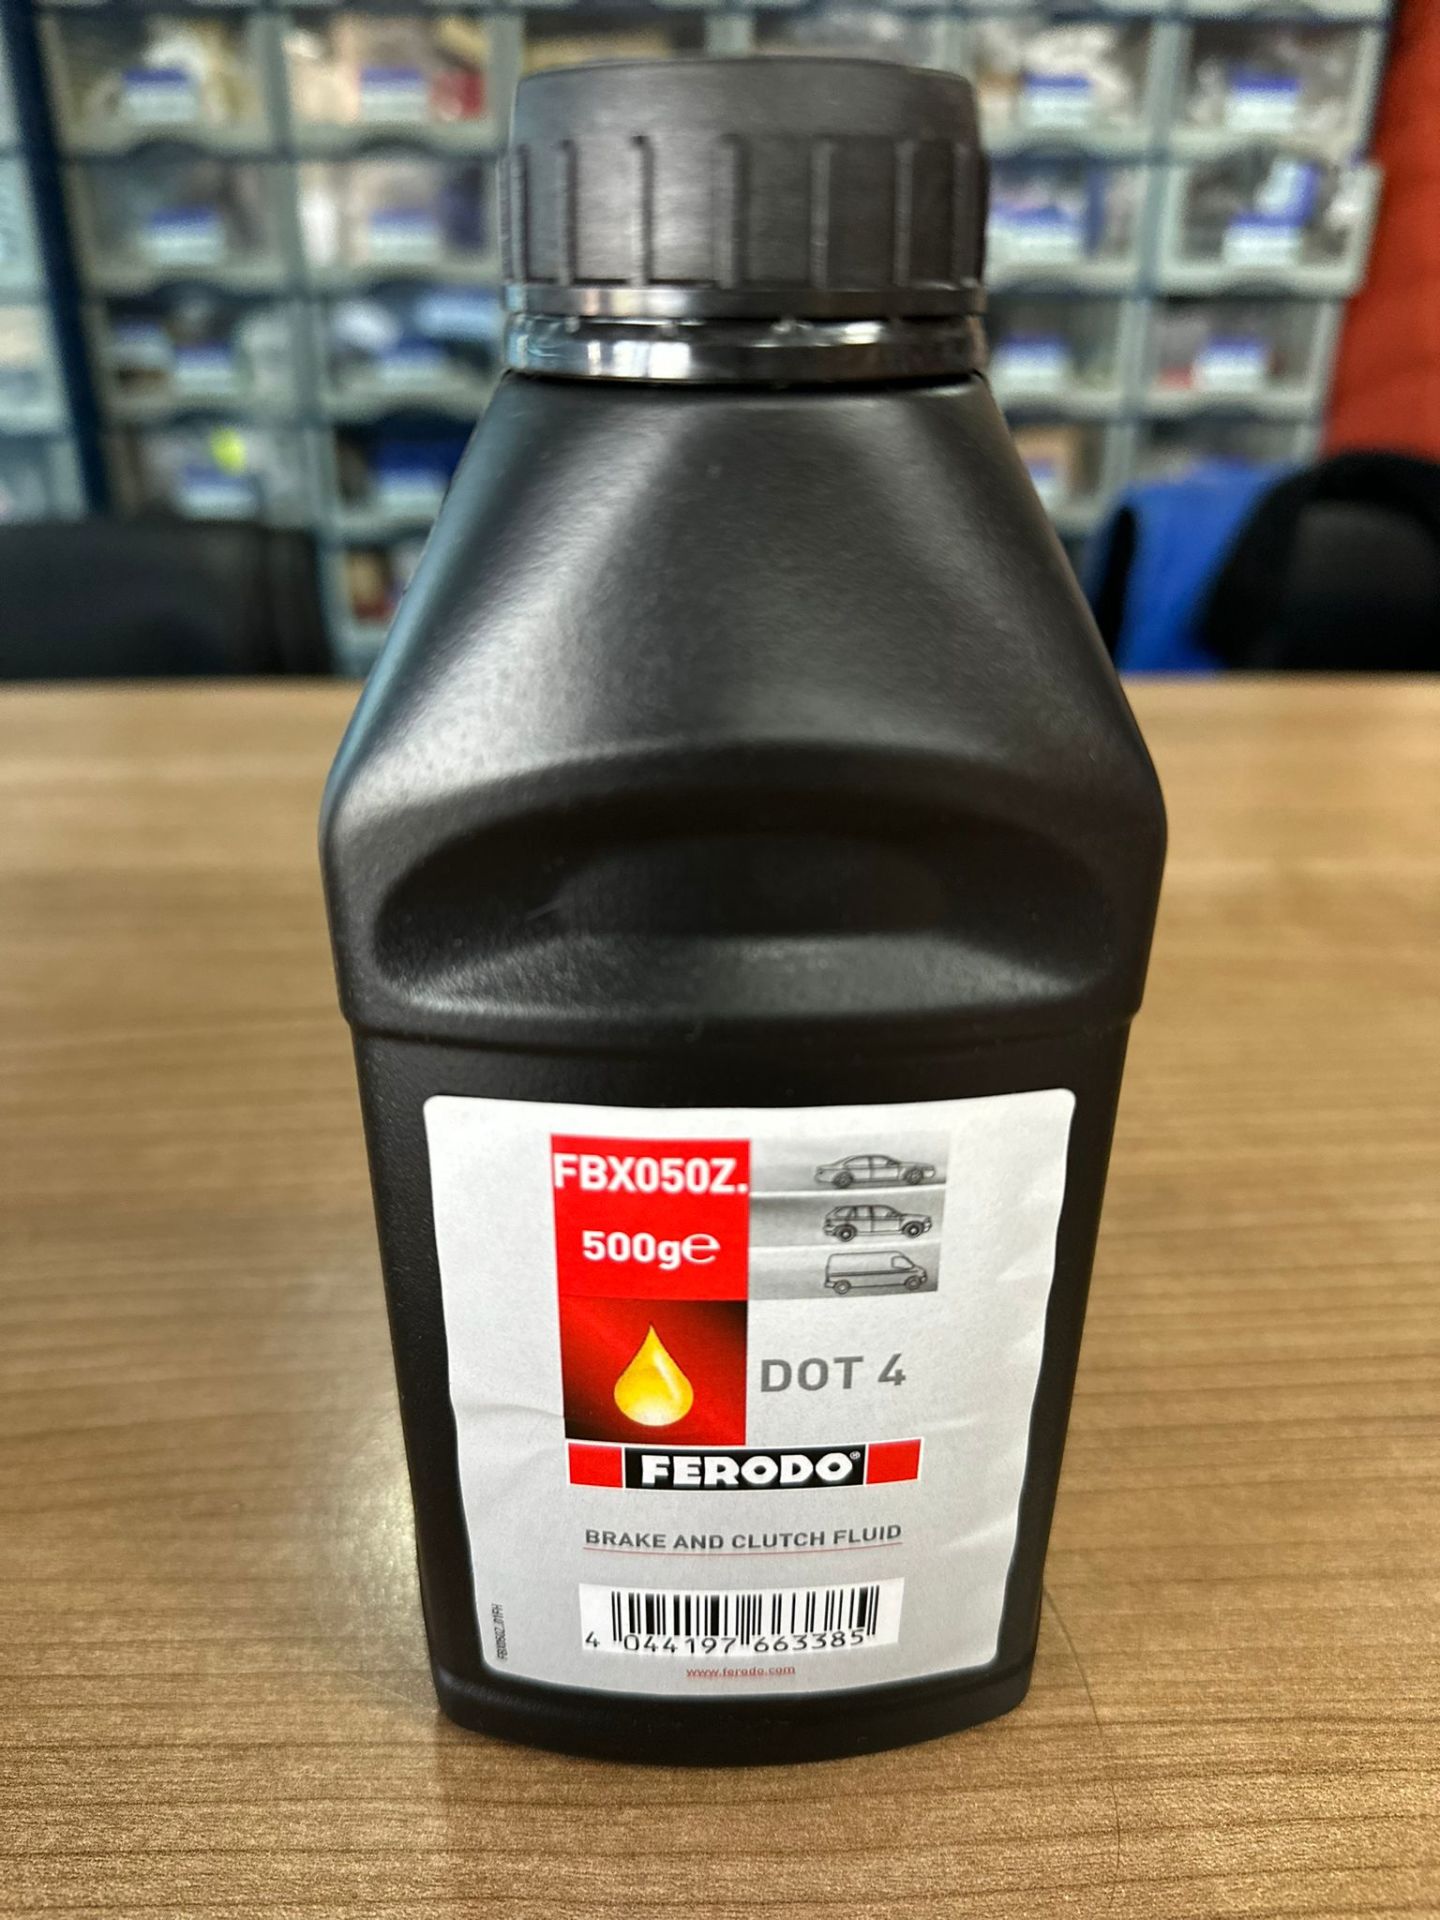 FBX050Z.
500g℮
DOT 4
FERODO®
BRAKE AND CLUTCH FLUID
4 044197 663385
www.ferodo.com